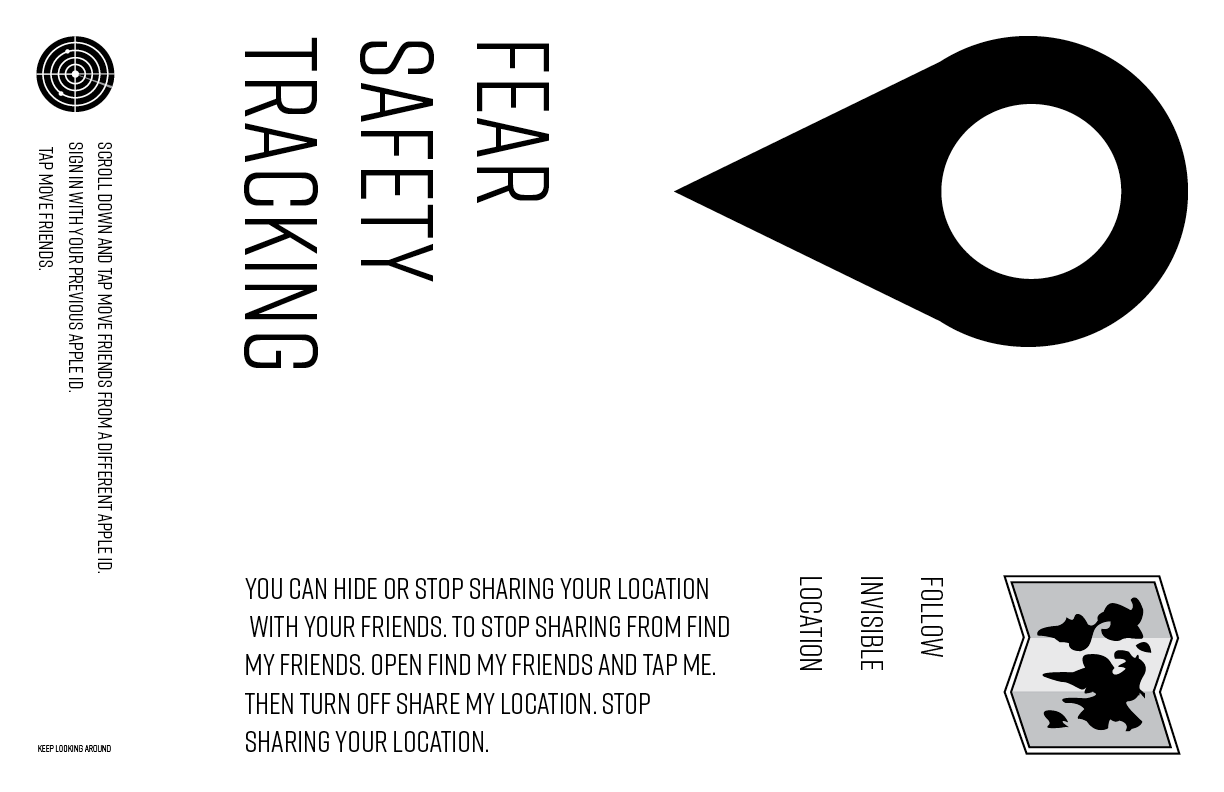 FEAR
SAFETY
TRACKING
SCROLL DOWN AND TAP MOVE FRIENDS FROM A DIFFERENT APPLE ID.
SIGN IN WITH YOUR PREVIOUS APPLE ID.
TAP MOVE FRIENDS.
YOU CAN HIDE OR STOP SHARING YOUR LOCATION
WITH YOUR FRIENDS. TO STOP SHARING FROM FIND
MY FRIENDS. OPEN FIND MY FRIENDS AND TAP ME.
THEN TURN OFF SHARE MY LOCATION. STOP
SHARING YOUR LOCATION.
FOLLOW
INVISIBLE
LOCATION
KEEP LOOKING AROUND